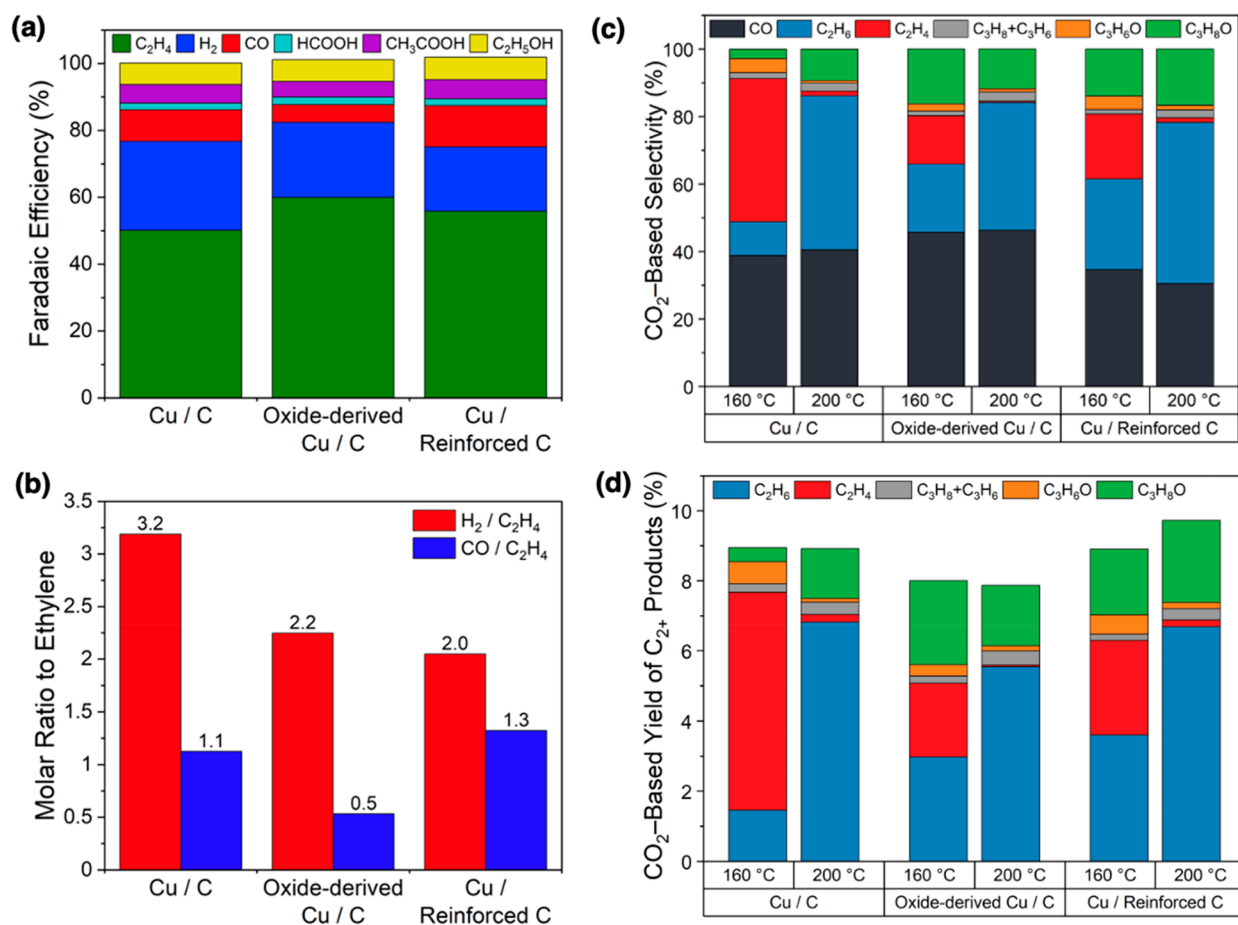 (a)
C₂H₄ H₂ CO HCOOH CH₃COOH C₂H₅OH
Faradaic Efficiency (%)
100
80
60
40
20
0
Cu / C
Oxide-derived
Cu / C
Cu /
Reinforced C
(b)
Molar Ratio to Ethylene
3.5
3
2.5
2
1.5
1
0.5
0
H₂ / C₂H₄
CO / C₂H₄
3.2
1.1
2.2
0.5
2.0
1.3
Cu / C
Oxide-derived
Cu / C
Cu /
Reinforced C
(c)
CO C₂H₆ C₂H₄ C₃H₈+C₃H₆ C₃H₆O C₃H₈O
CO₂–Based Selectivity (%)
100
80
60
40
20
0
160 °C 200 °C 160 °C 200 °C 160 °C 200 °C
Cu / C Oxide-derived Cu / C Cu / Reinforced C
(d)
C₂H₆ C₂H₄ C₃H₈+C₃H₆ C₃H₆O C₃H₈O
CO₂–Based Yield of C₂₊ Products (%)
10
8
6
4
2
0
160 °C 200 °C 160 °C 200 °C 160 °C 200 °C
Cu / C Oxide-derived Cu / C Cu / Reinforced C